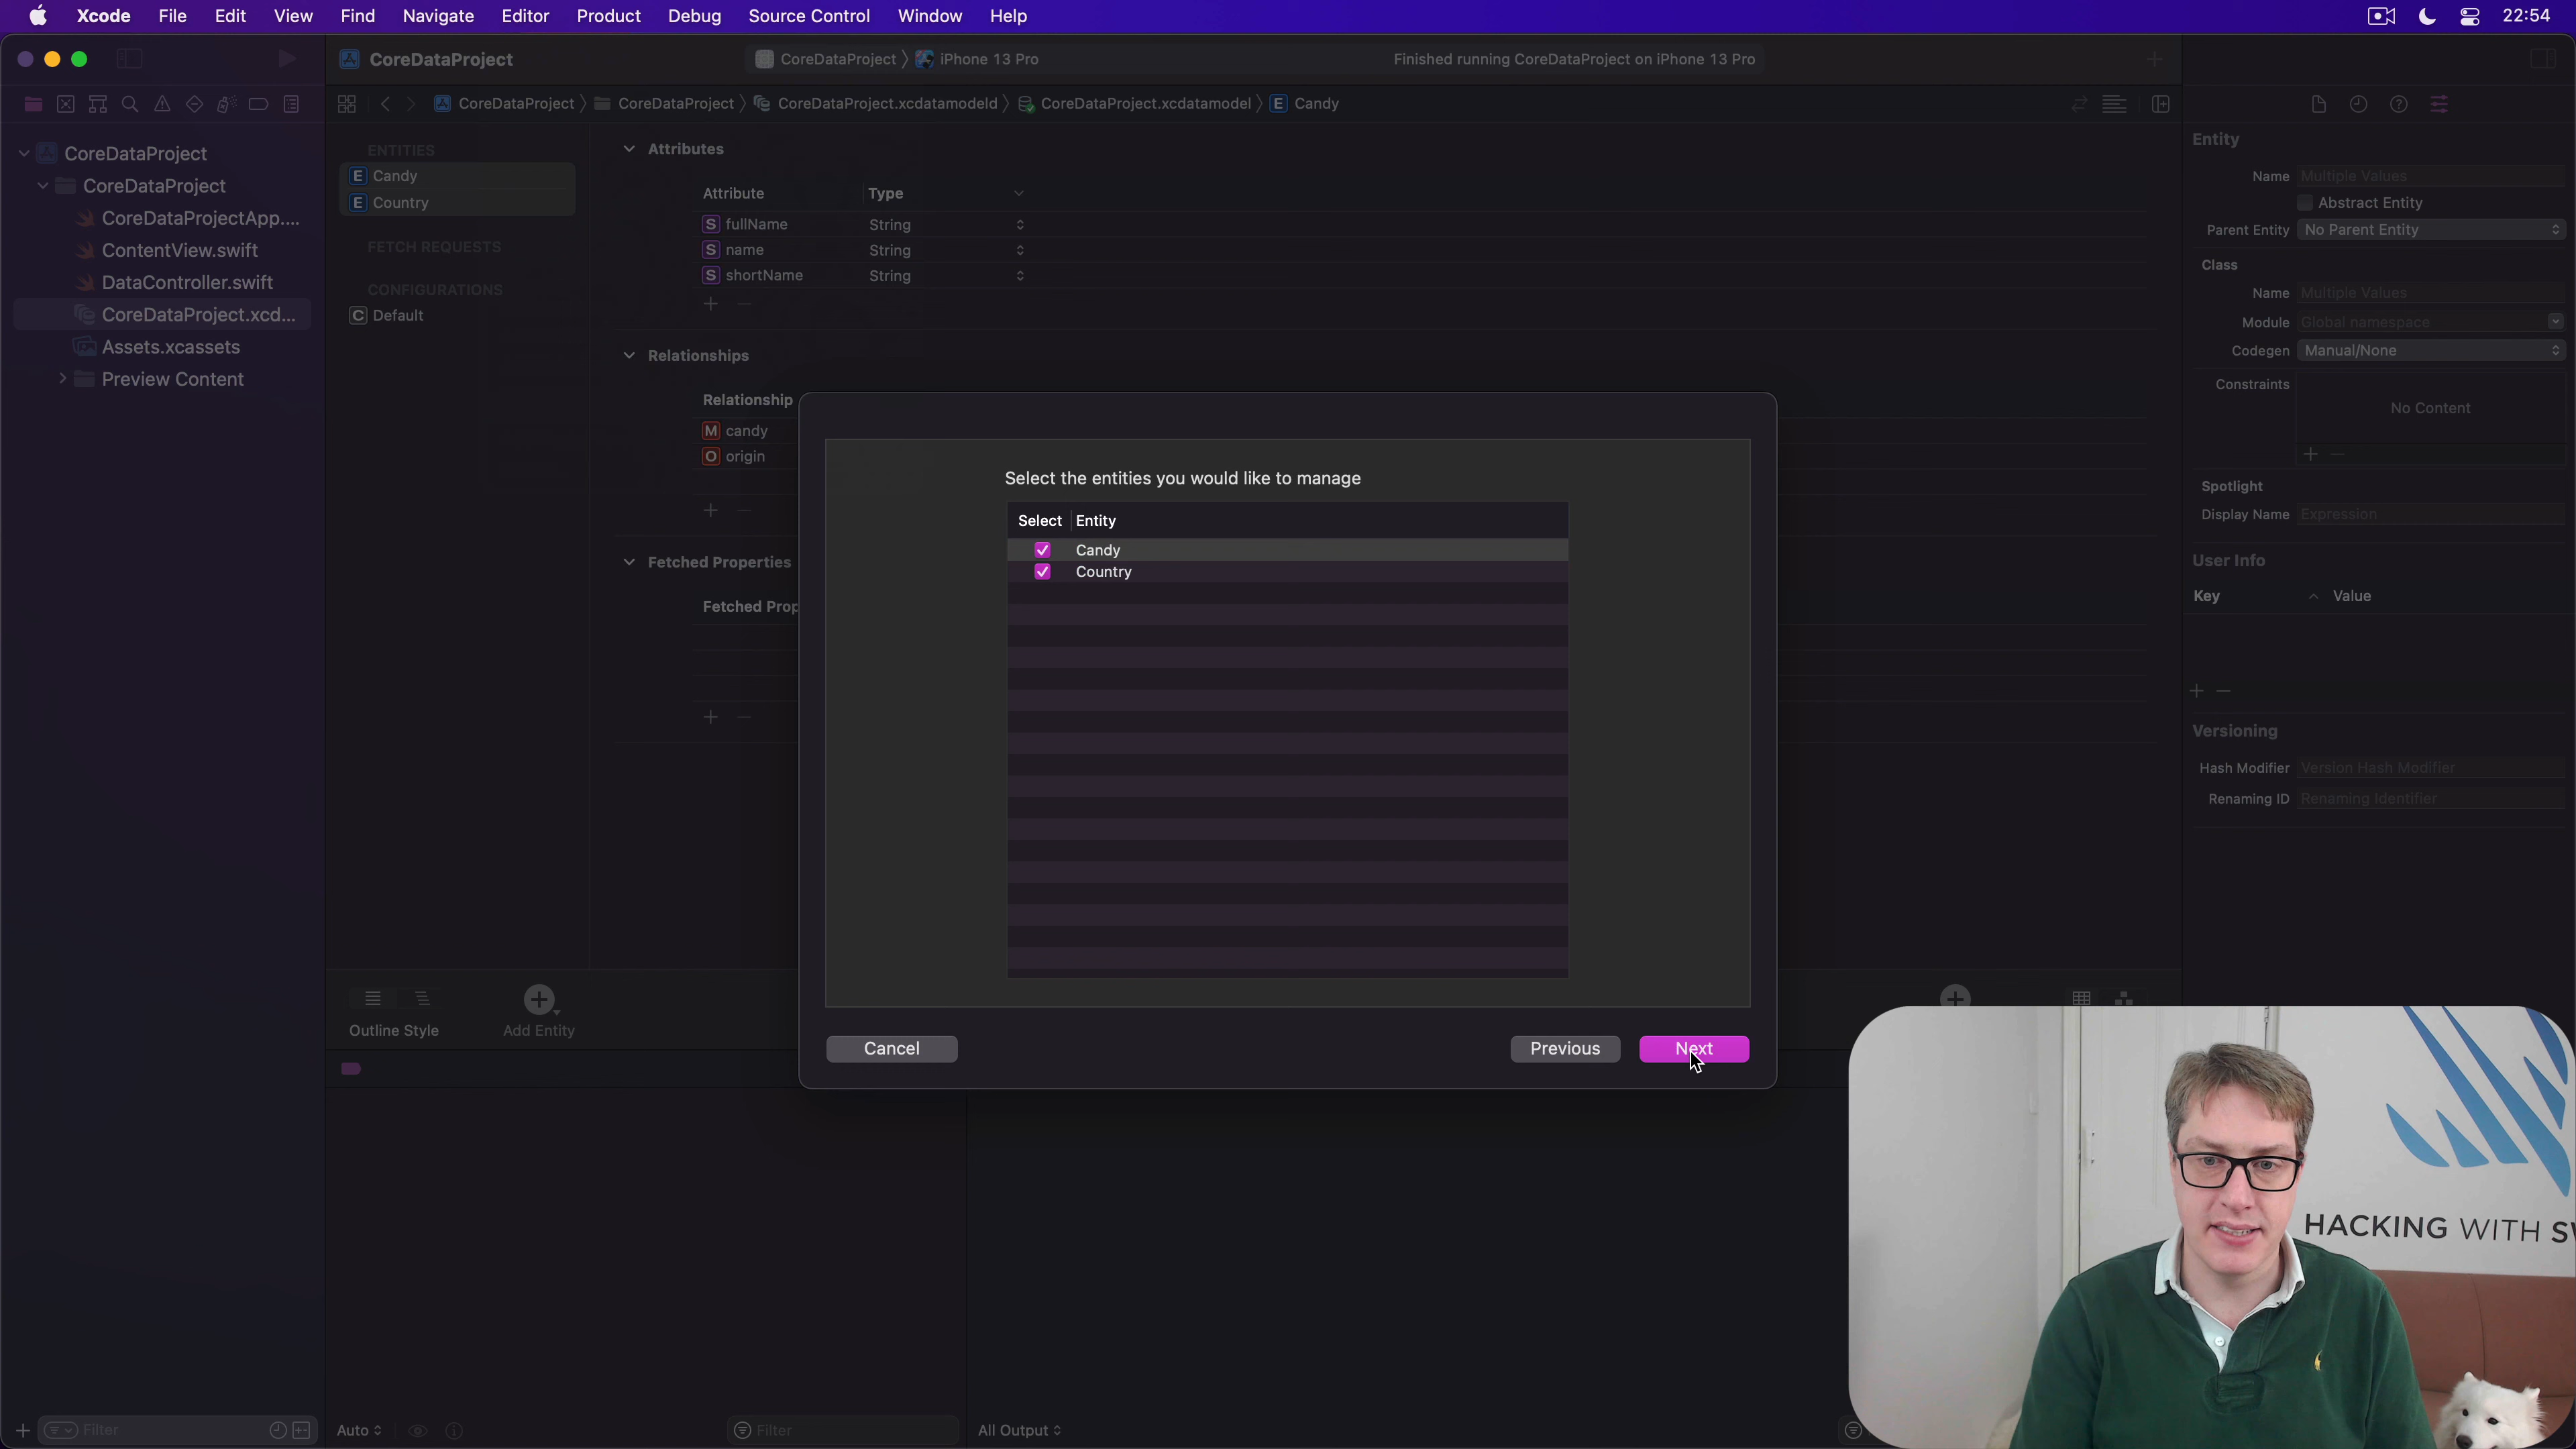 Xcode File Edit View Find Navigate Editor Product Debug Source Control Window Help 22:54
CoreDataProject
CoreDataProject iPhone 13 Pro
Finished running CoreDataProject on iPhone 13 Pro
CoreDataProject CoreDataProject CoreDataProject.xcdatamodeld CoreDataProject.xcdatamodel E Candy
CoreDataProject
CoreDataProject
CoreDataProjectApp....
ContentView.swift
DataController.swift
CoreDataProject.xcd...
Assets.xcassets
Preview Content
Filter
ENTITIES
E Candy
E Country
FETCH REQUESTS
CONFIGURATIONS
C Default
Attributes
Attribute Type
S fullName String
S name String
S shortName String
Relationships
Relationship
M candy
O origin
Fetched Properties
Fetched Prop
Select the entities you would like to manage
Select Entity
Candy
Country
Cancel Previous Next
Outline Style Add Entity
Auto
Filter
All Output
Entity
Name Multiple Values
Abstract Entity
Parent Entity No Parent Entity
Class
Name Multiple Values
Module Global namespace
Codegen Manual/None
Constraints
No Content
Spotlight
Display Name Expression
User Info
Key Value
Versioning
Hash Modifier Version Hash Modifier
Renaming ID Renaming Identifier
HACKING WITH SW